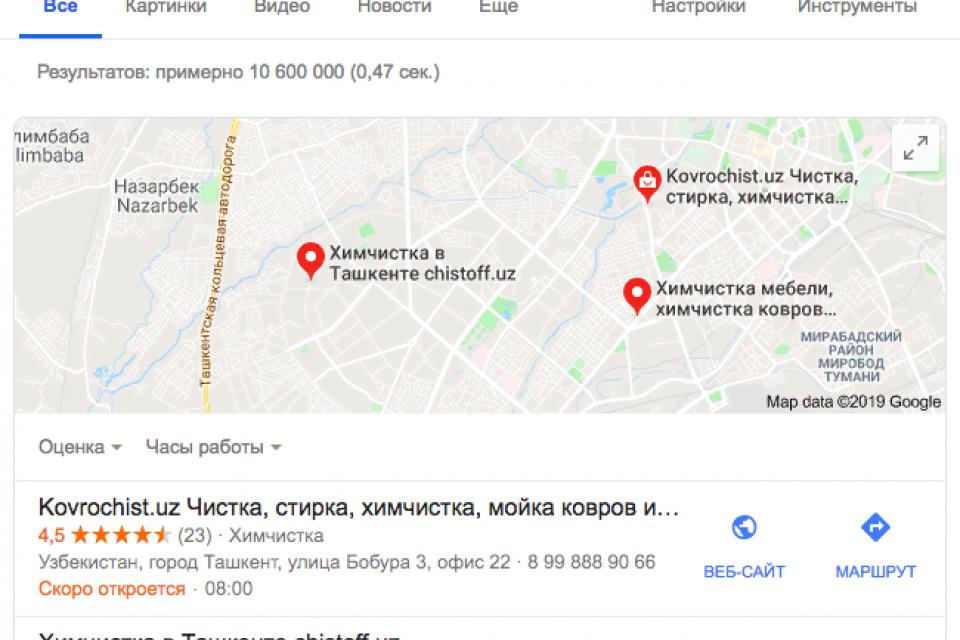 Все Картинки Видео Новости Еще Настройки Инструменты
Результатов: примерно 10 600 000 (0,47 сек.)
лимбаба
limbaba
Назарбек
Nazarbek
Ташкентская кольцевая автодорога
Kovrochist.uz Чистка,
стирка, химчистка...
Химчистка в
Ташкенте chistoff.uz
Химчистка мебели,
химчистка ковров...
МИРАБАДСКИЙ
РАЙОН
МИРОБОД
ТУМАНИ
Map data ©2019 Google
Оценка Часы работы
Kovrochist.uz Чистка, стирка, химчистка, мойка ковров и...
4,5 (23) · Химчистка
Узбекистан, город Ташкент, улица Бобура 3, офис 22 · 8 99 888 90 66
Скоро откроется · 08:00
ВЕБ-САЙТ МАРШРУТ
Химчистка в Ташкенте chistoff.uz